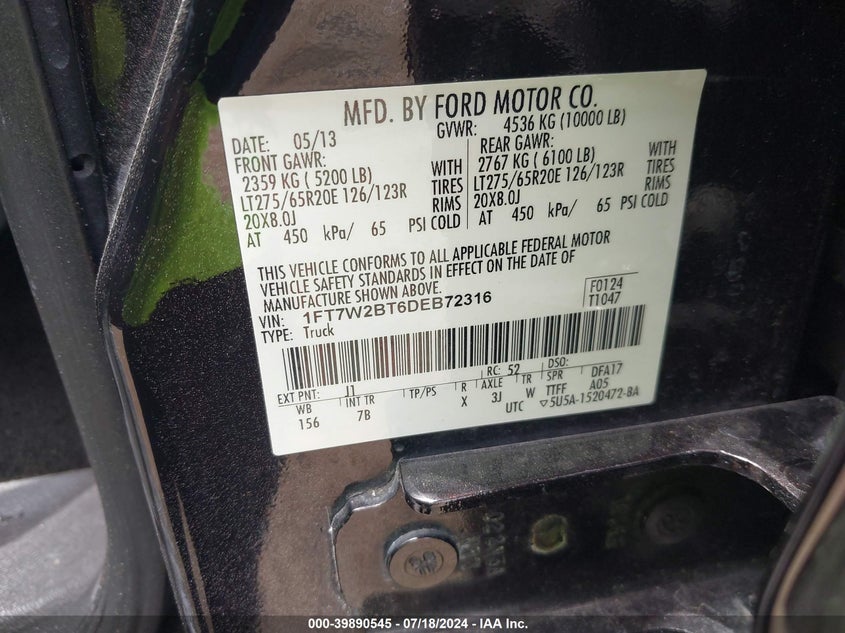 MFD. BY FORD MOTOR CO.
DATE: 05/13 GVWR: 4536 KG (10000 LB)
FRONT GAWR: REAR GAWR:
2359 KG ( 5200 LB) WITH 2767 KG ( 6100 LB) WITH
LT275/65R20E 126/123R TIRES LT275/65R20E 126/123R TIRES
20X8.0J RIMS 20X8.0J RIMS
AT 450 kPa/ 65 PSI COLD AT 450 kPa/ 65 PSI COLD
THIS VEHICLE CONFORMS TO ALL APPLICABLE FEDERAL MOTOR
VEHICLE SAFETY STANDARDS IN EFFECT ON THE DATE OF
MANUFACTURE SHOWN ABOVE.
VIN: 1FT7W2BT6DEB72316 F0124
TYPE: Truck T1047
EXT PNT: J1 RC: 52 DSO:
WB INT TR TP/PS R AXLE TR SPR DFA17
156 7B X 3J W TTFF A05
UTC ▽5U5A-1520472-BA
000-39890545 - 07/18/2024 - IAA Inc.